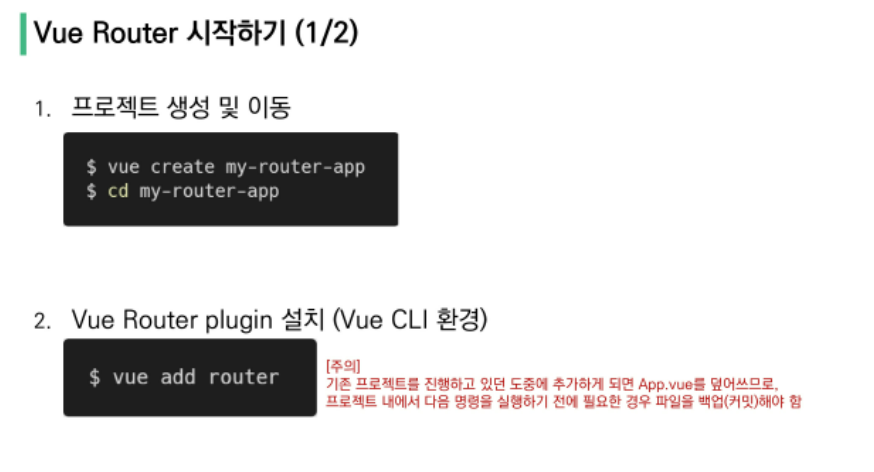 Vue Router 시작하기 (1/2)
1. 프로젝트 생성 및 이동
$ vue create my-router-app
$ cd my-router-app
2. Vue Router plugin 설치 (Vue CLI 환경)
$ vue add router
[주의]
기존 프로젝트를 진행하고 있던 도중에 추가하게 되면 App.vue를 덮어쓰므로,
프로젝트 내에서 다음 명령을 실행하기 전에 필요한 경우 파일을 백업(커밋)해야 함